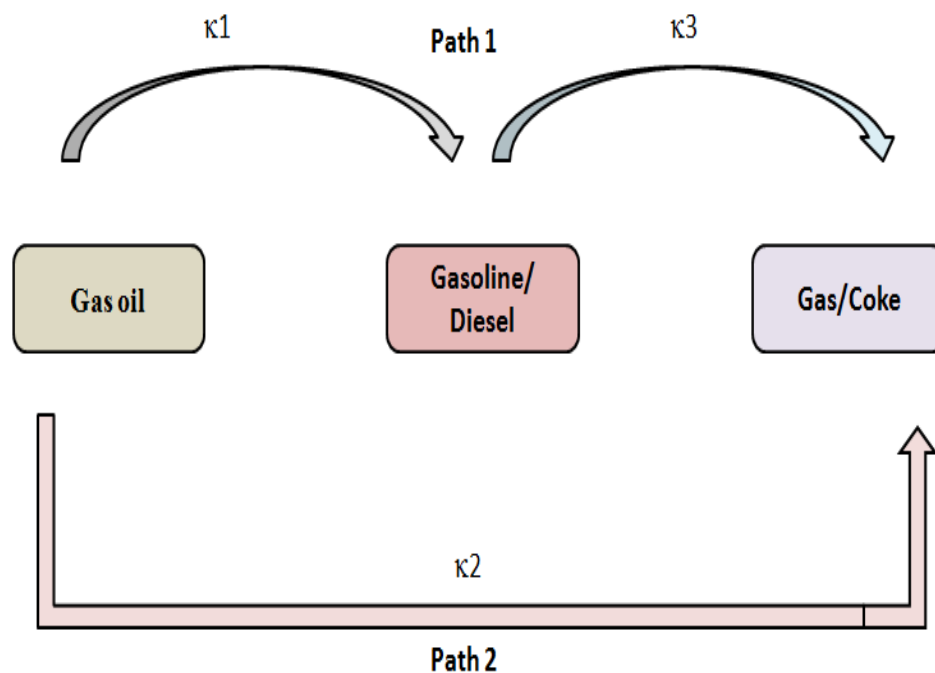 κ1
Path 1
κ3
Gas oil
Gasoline/
Diesel
Gas/Coke
κ2
Path 2